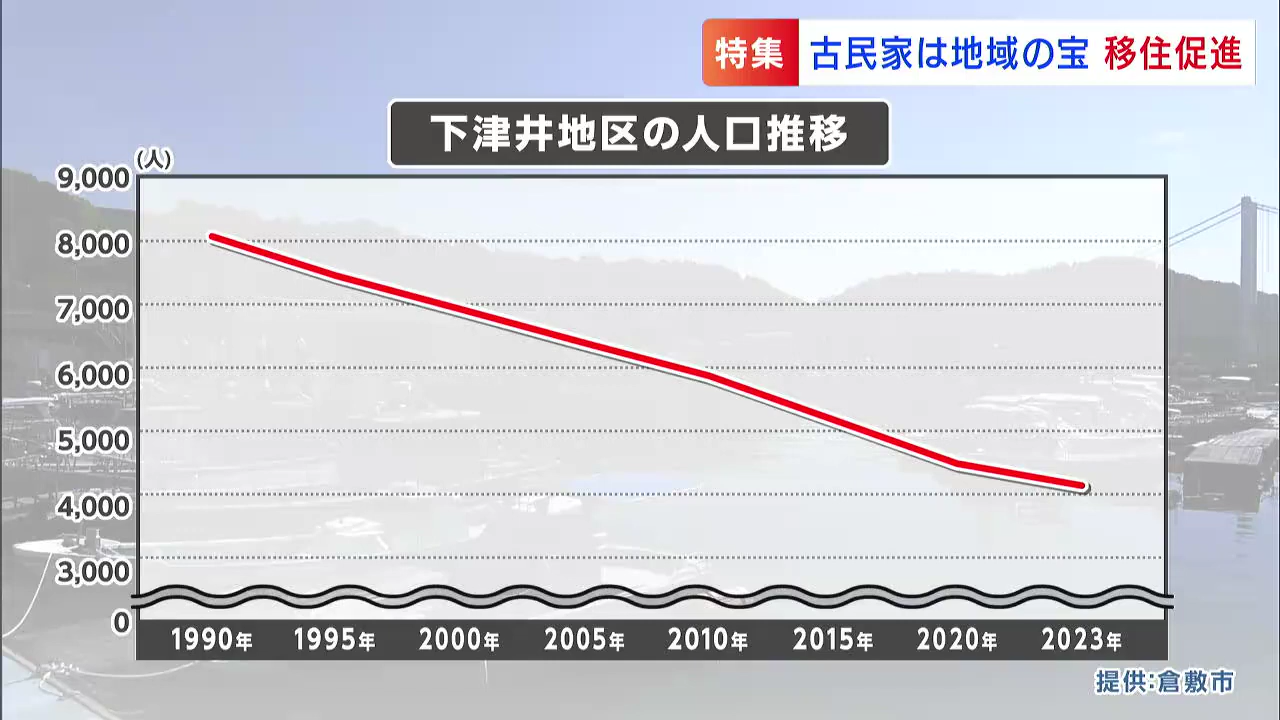 特集 古民家は地域の宝 移住促進
下津井地区の人口推移
(人)
9,000
8,000
7,000
6,000
5,000
4,000
3,000
0
1990年 1995年 2000年 2005年 2010年 2015年 2020年 2023年
提供:倉敷市